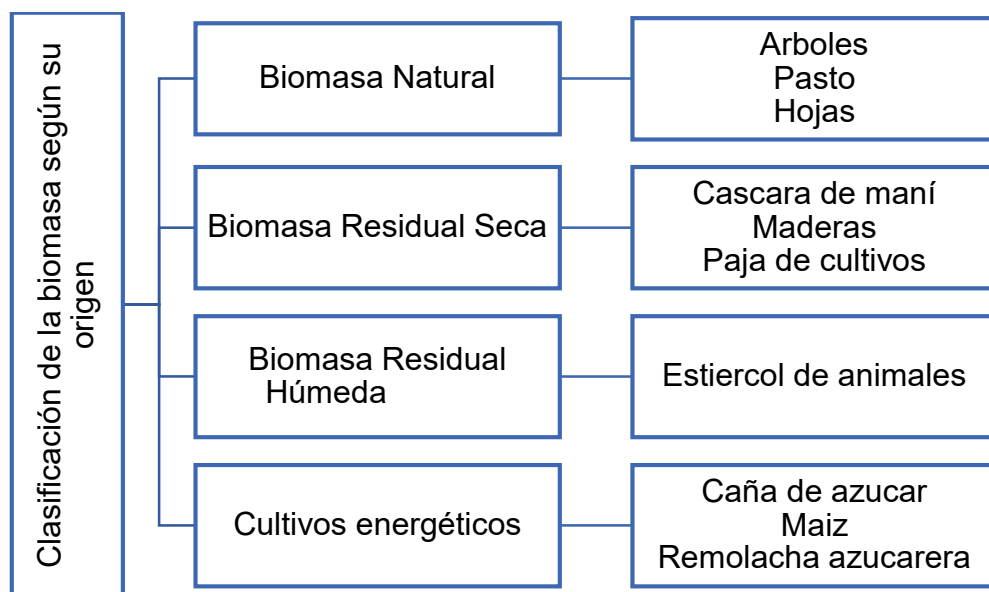 Clasificación de la biomasa según su
origen
Biomasa Natural
Arboles
Pasto
Hojas
Biomasa Residual Seca
Cascara de maní
Maderas
Paja de cultivos
Biomasa Residual
Húmeda
Estiercol de animales
Cultivos energéticos
Caña de azucar
Maiz
Remolacha azucarera